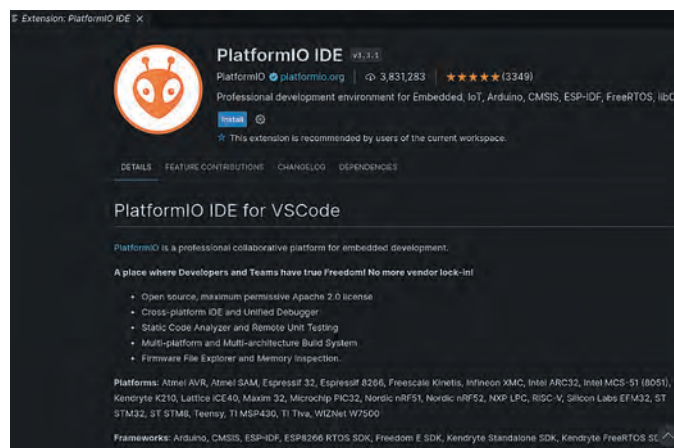 Extension: PlatformIO IDE ×
PlatformIO IDE v3.3.1
PlatformIO platformio.org 3,831,283 ★★★★★(3349)
Professional development environment for Embedded, IoT, Arduino, CMSIS, ESP-IDF, FreeRTOS, libO
Install
This extension is recommended by users of the current workspace.
DETAILS FEATURE CONTRIBUTIONS CHANGELOG DEPENDENCIES
PlatformIO IDE for VSCode
PlatformIO is a professional collaborative platform for embedded development.
A place where Developers and Teams have true Freedom! No more vendor lock-in!
• Open source, maximum permissive Apache 2.0 license
• Cross-platform IDE and Unified Debugger
• Static Code Analyzer and Remote Unit Testing
• Multi-platform and Multi-architecture Build System
• Firmware File Explorer and Memory Inspection.
Platforms: Atmel AVR, Atmel SAM, Espressif 32, Espressif 8266, Freescale Kinetis, Infineon XMC, Intel ARC32, Intel MCS-51 (8051),
Kendryte K210, Lattice iCE40, Maxim 32, Microchip PIC32, Nordic nRF51, Nordic nRF52, NXP LPC, RISC-V, Silicon Labs EFM32, ST
STM32, ST STM8, Teensy, TI MSP430, TI Tiva, WIZNet W7500
Frameworks: Arduino, CMSIS, ESP-IDF, ESP8266 RTOS SDK, Freedom E SDK, Kendryte Standalone SDK, Kendryte FreeRTOS